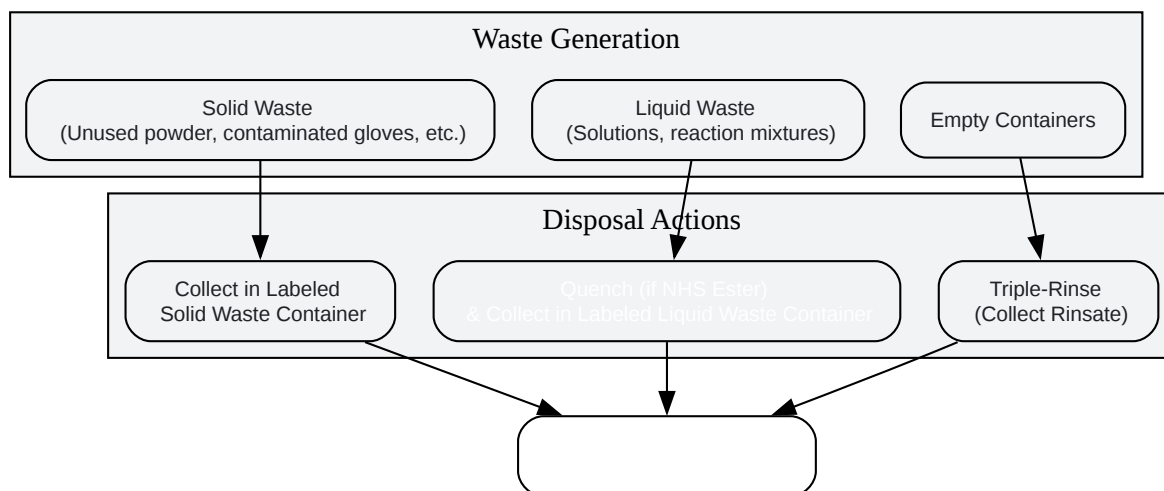 Waste Generation
Solid Waste
(Unused powder, contaminated gloves, etc.)
Liquid Waste
(Solutions, reaction mixtures)
Empty Containers
Disposal Actions
Collect in Labeled
Solid Waste Container
Quench (if NHS Ester)
& Collect in Labeled Liquid Waste Container
Triple-Rinse
(Collect Rinsate)